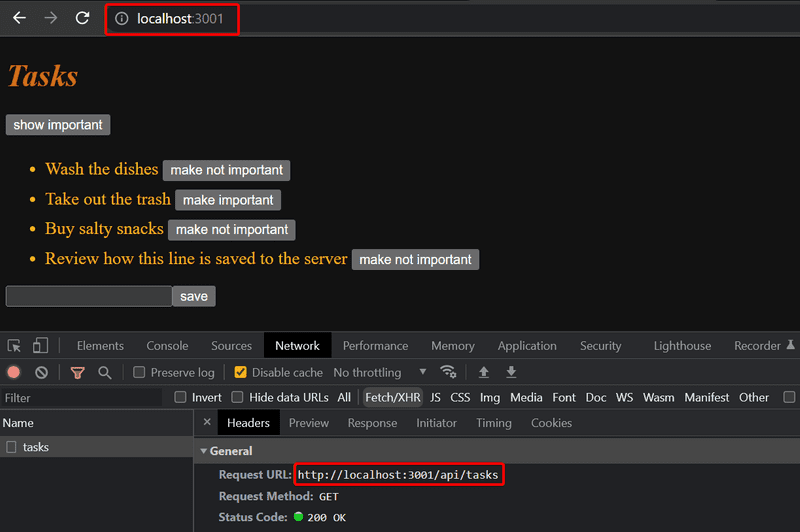 localhost:3001
Tasks
show important
Wash the dishes make not important
Take out the trash make important
Buy salty snacks make not important
Review how this line is saved to the server make not important
save
Elements Console Sources Network Performance Memory Application Security Lighthouse Recorder
Preserve log Disable cache No throttling
Filter Invert Hide data URLs All Fetch/XHR JS CSS Img Media Font Doc WS Wasm Manifest Other
Name × Headers Preview Response Initiator Timing Cookies
tasks
General
Request URL: http://localhost:3001/api/tasks
Request Method: GET
Status Code: 200 OK